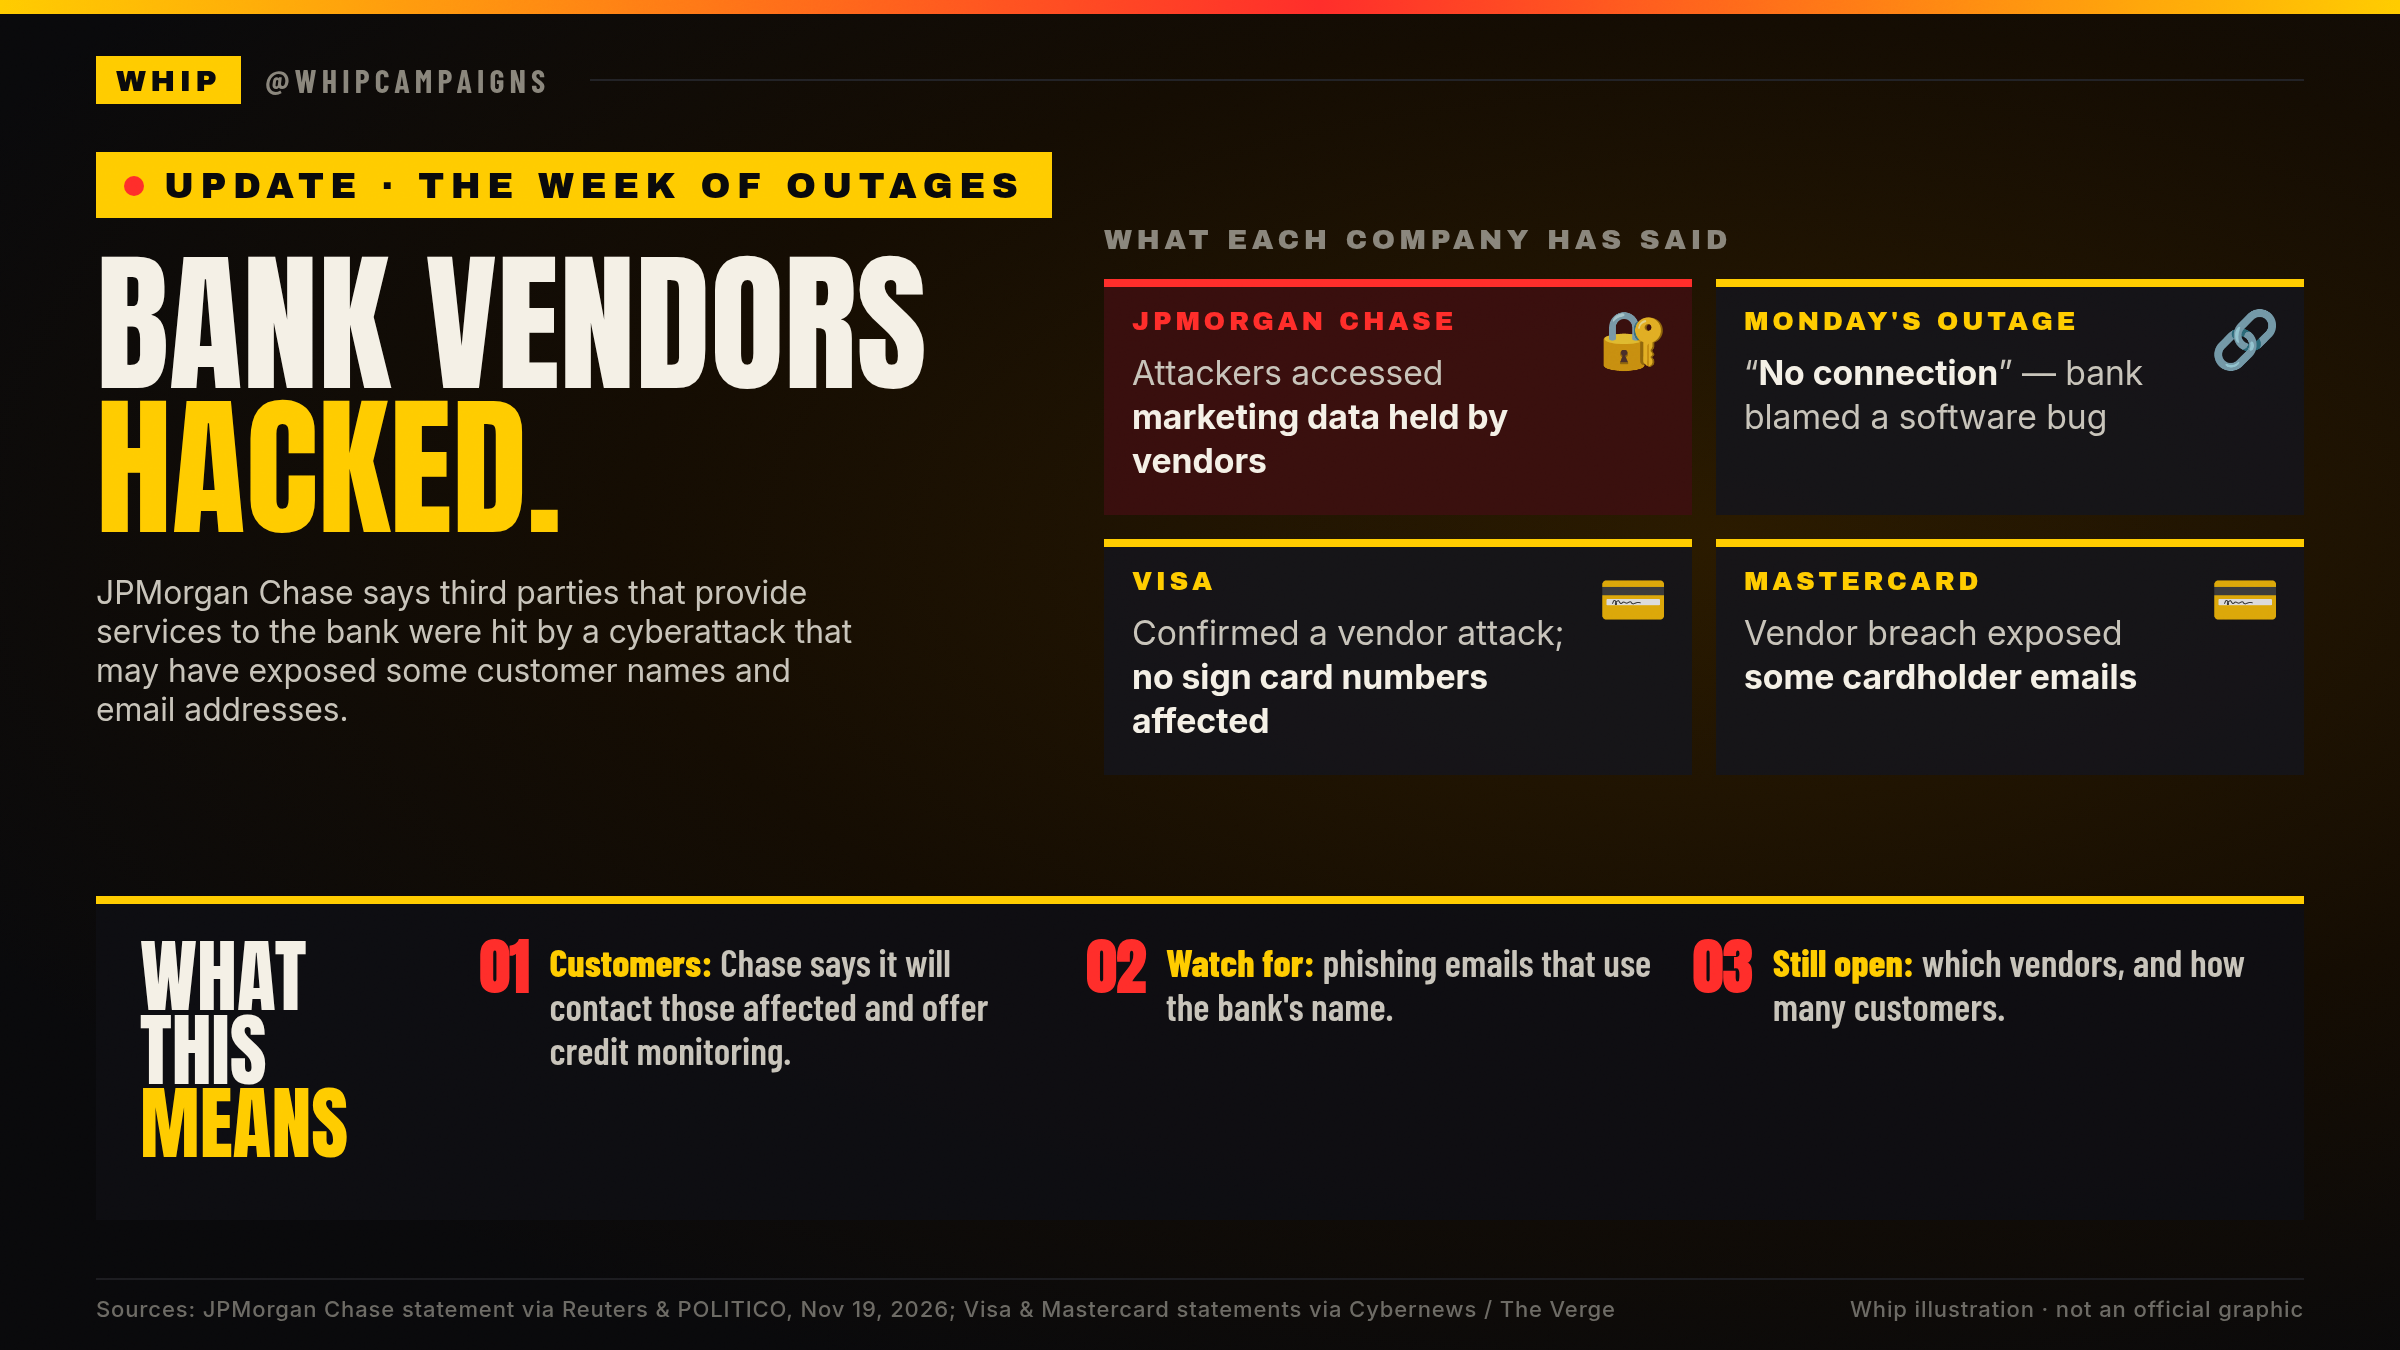 WHIP @WHIPCAMPAIGNS
UPDATE · THE WEEK OF OUTAGES
BANK VENDORS
HACKED.
JPMorgan Chase says third parties that provide
services to the bank were hit by a cyberattack that
may have exposed some customer names and
email addresses.
WHAT EACH COMPANY HAS SAID
JPMORGAN CHASE
Attackers accessed
marketing data held by
vendors
MONDAY'S OUTAGE
“No connection” — bank
blamed a software bug
VISA
Confirmed a vendor attack;
no sign card numbers
affected
MASTERCARD
Vendor breach exposed
some cardholder emails
WHAT
THIS
MEANS
01 Customers: Chase says it will
contact those affected and offer
credit monitoring.
02 Watch for: phishing emails that use
the bank's name.
03 Still open: which vendors, and how
many customers.
Sources: JPMorgan Chase statement via Reuters & POLITICO, Nov 19, 2026; Visa & Mastercard statements via Cybernews / The Verge
Whip illustration · not an official graphic